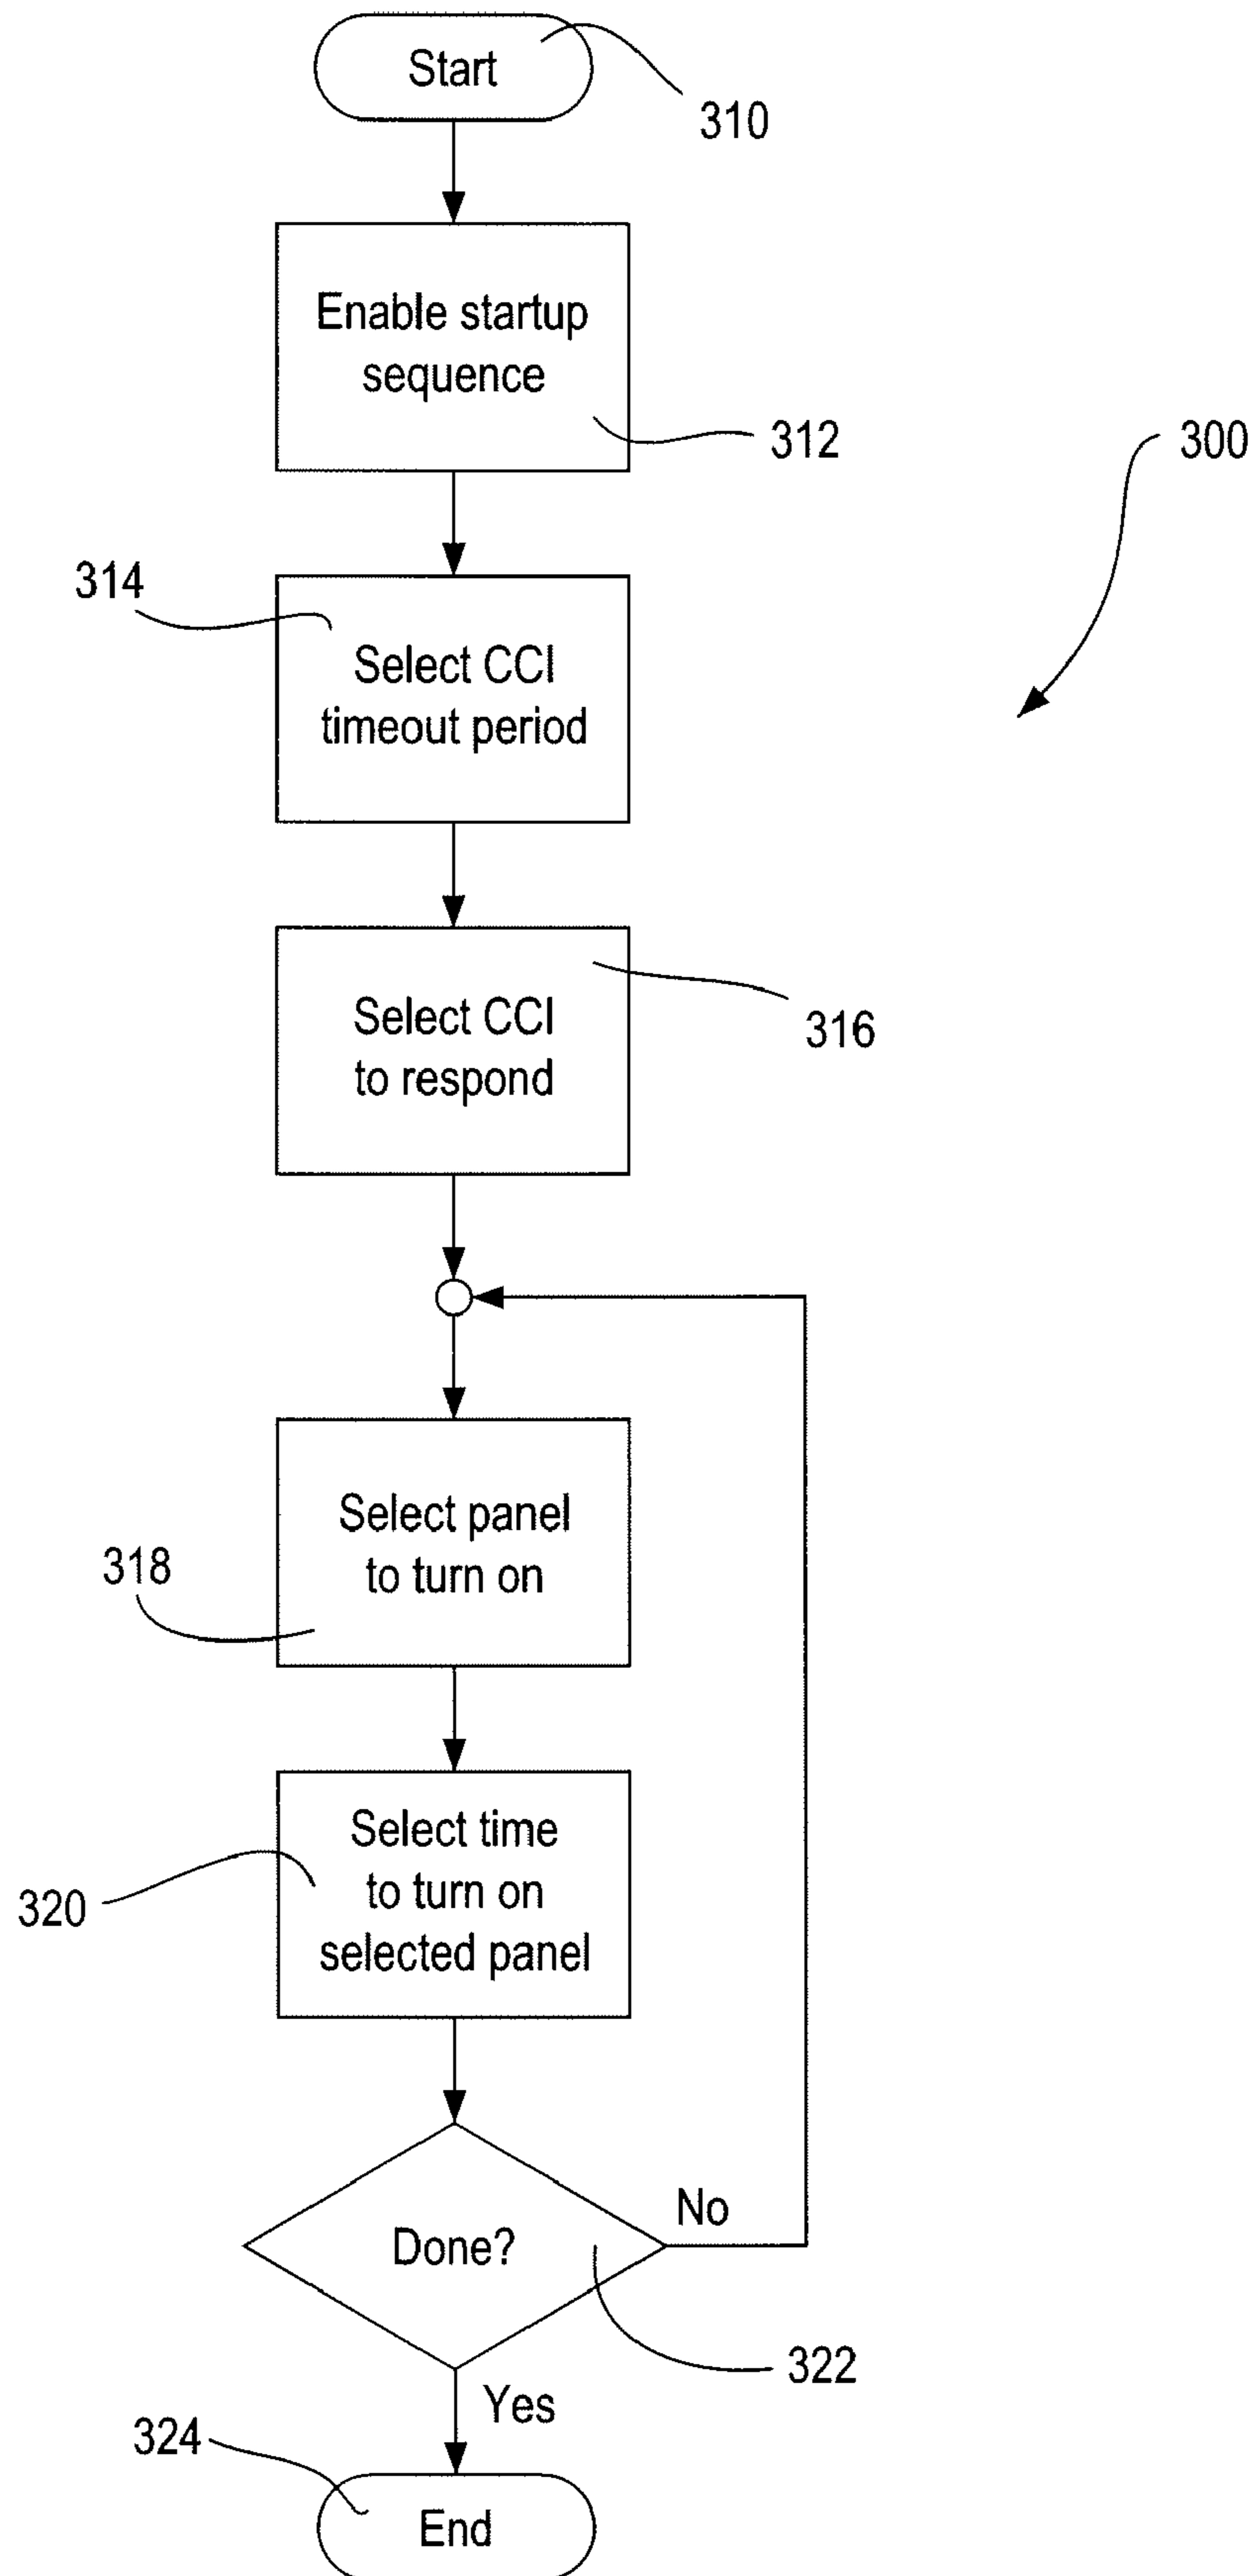 Start
310
Enable startup
sequence
312
300
314
Select CCI
timeout period
Select CCI
to respond
316
Select panel
to turn on
318
Select time
to turn on
selected panel
320
No
Done?
322
Yes
324
End